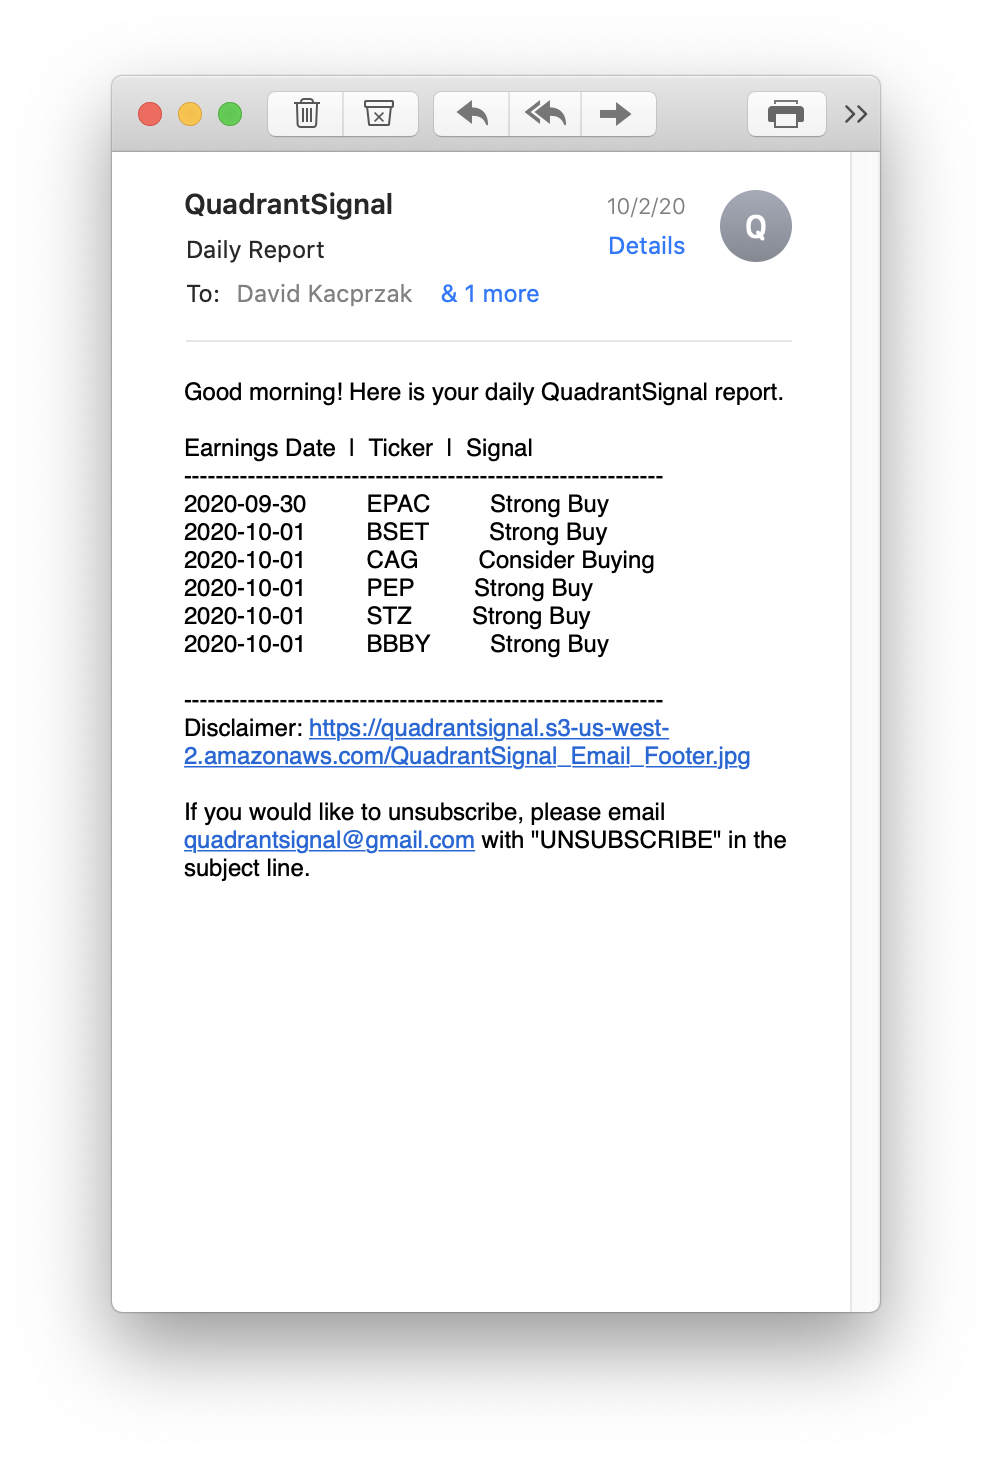 QuadrantSignal 10/2/20 Q
Daily Report Details
To: David Kacprzak & 1 more
Good morning! Here is your daily QuadrantSignal report.
Earnings Date | Ticker | Signal
-------------------------------------------------------------
2020-09-30 EPAC Strong Buy
2020-10-01 BSET Strong Buy
2020-10-01 CAG Consider Buying
2020-10-01 PEP Strong Buy
2020-10-01 STZ Strong Buy
2020-10-01 BBBY Strong Buy
-------------------------------------------------------------
Disclaimer: https://quadrantsignal.s3-us-west-
2.amazonaws.com/QuadrantSignal_Email_Footer.jpg
If you would like to unsubscribe, please email
quadrantsignal@gmail.com with "UNSUBSCRIBE" in the
subject line.